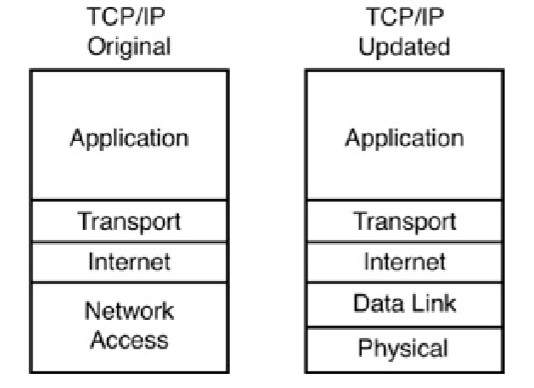 TCP/IP
Original
Application
Transport
Internet
Network
Access
TCP/IP
Updated
Application
Transport
Internet
Data Link
Physical